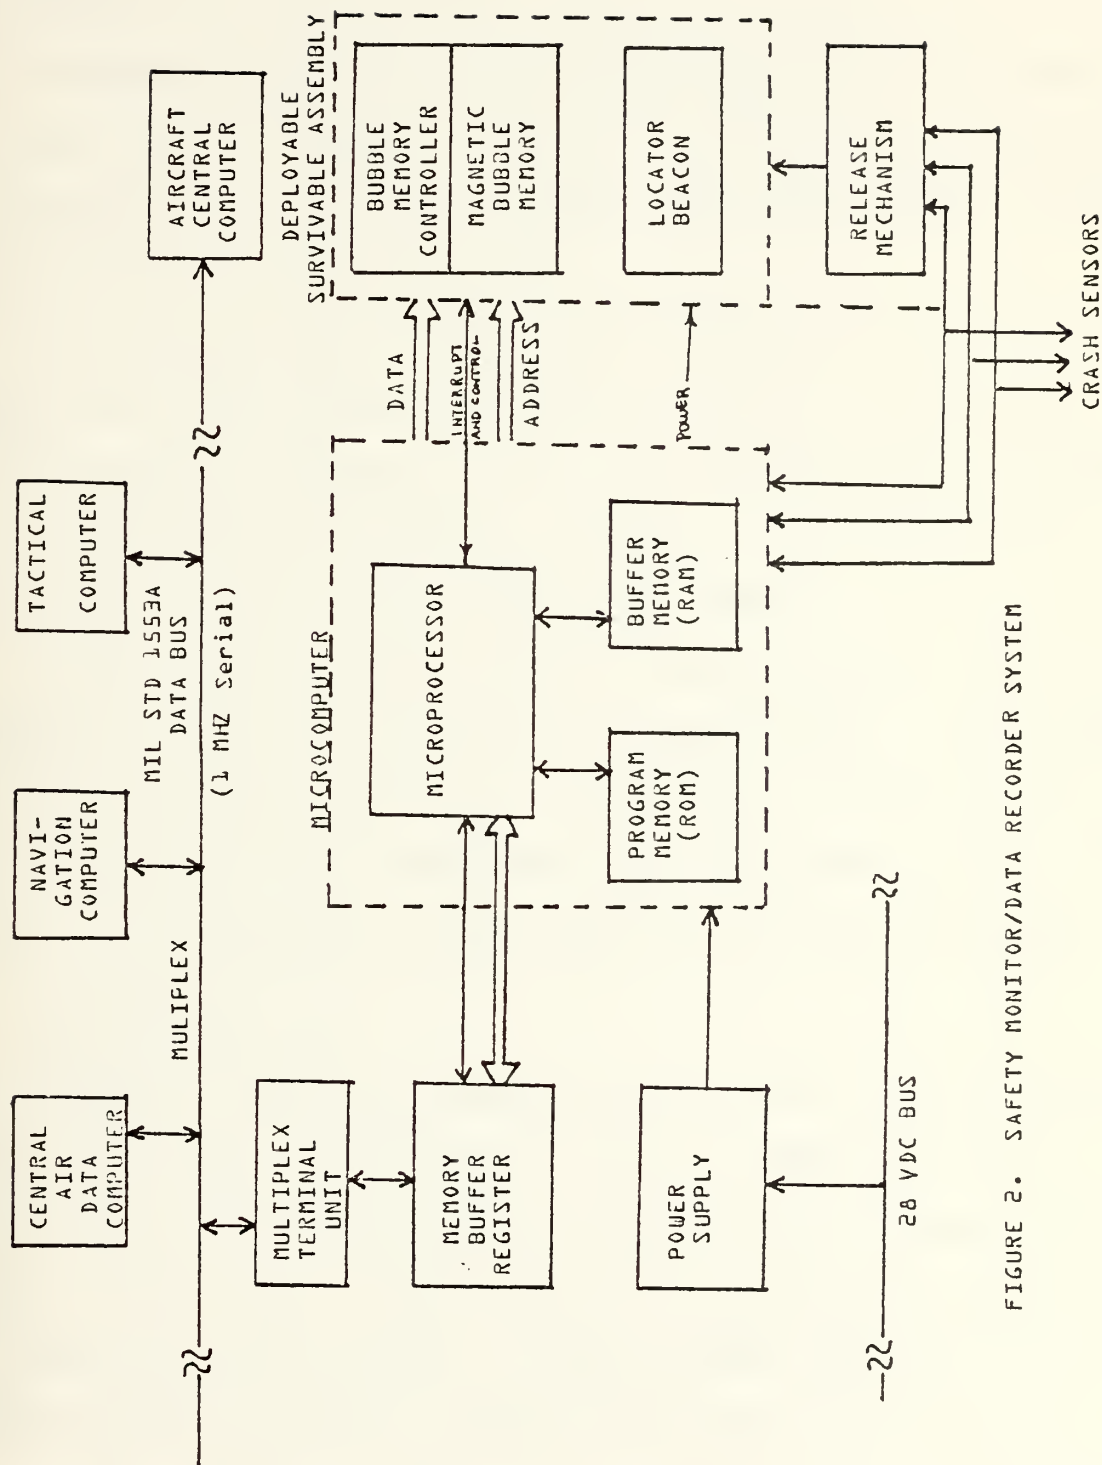 CENTRAL
AIR
DATA
COMPUTER
NAVI-
GATION
COMPUTER
TACTICAL
COMPUTER
MULIPLEX
MIL STD 1553A
DATA BUS
(1 MHZ Serial)
AIRCRAFT
CENTRAL
COMPUTER
MULTIPLEX
TERMINAL
UNIT
MEMORY
BUFFER
REGISTER
MICROCOMPUTER
MICROPROCESSOR
PROGRAM
MEMORY
(ROM)
BUFFER
MEMORY
(RAM)
DATA
INTERRUPT
AND CONTROL
ADDRESS
POWER
DEPLOYABLE
SURVIVABLE ASSEMBLY
BUBBLE
MEMORY
CONTROLLER
MAGNETIC
BUBBLE
MEMORY
LOCATOR
BEACON
RELEASE
MECHANISM
POWER
SUPPLY
28 VDC BUS
CRASH SENSORS
FIGURE 2. SAFETY MONITOR/DATA RECORDER SYSTEM